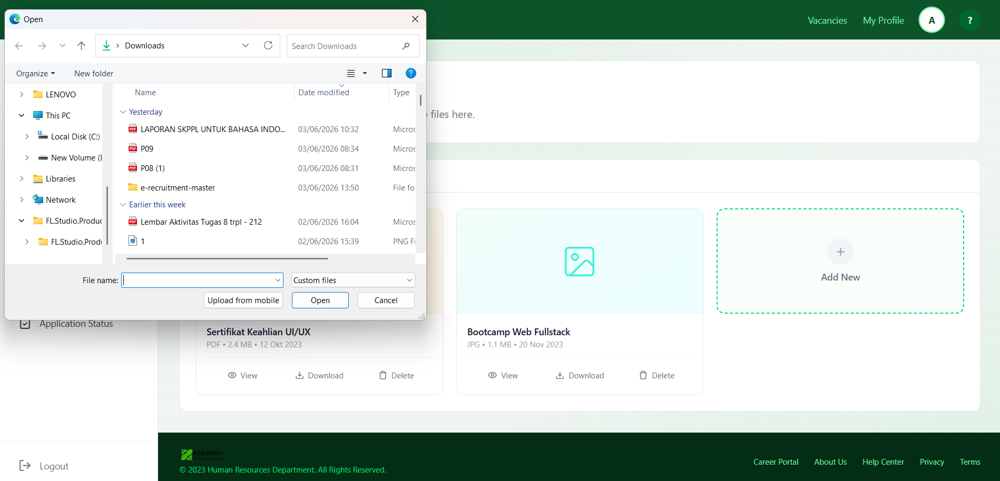 Open
Vacancies
My Profile
A
?
Downloads
Search Downloads
Organize
New folder
?
LENOVO
This PC
Local Disk (C:)
New Volume (
Libraries
Network
FL.Studio.Produc
FL.Studio.Produ
Name
Date modified
Type
Yesterday
LAPORAN SKPPL UNTUK BAHASA INDO... 03/06/2026 10:32 Micros
P09 03/06/2026 08:34 Micros
P08 (1) 03/06/2026 08:31 Micros
e-recruitment-master 03/06/2026 13:50 File fo
Earlier this week
Lembar Aktivitas Tugas 8 trpl - 212 02/06/2026 16:04 Micros
1 02/06/2026 15:39 PNG Fi
File name:
Custom files
Upload from mobile
Open
Cancel
files here.
Application Status
Logout
Sertifikat Keahlian UI/UX
PDF • 2.4 MB • 12 Okt 2023
View
Download
Delete
Bootcamp Web Fullstack
JPG • 1.1 MB • 20 Nov 2023
View
Download
Delete
Add New
Ecogreen
Oleochemicals
© 2023 Human Resources Department. All Rights Reserved.
Career Portal
About Us
Help Center
Privacy
Terms